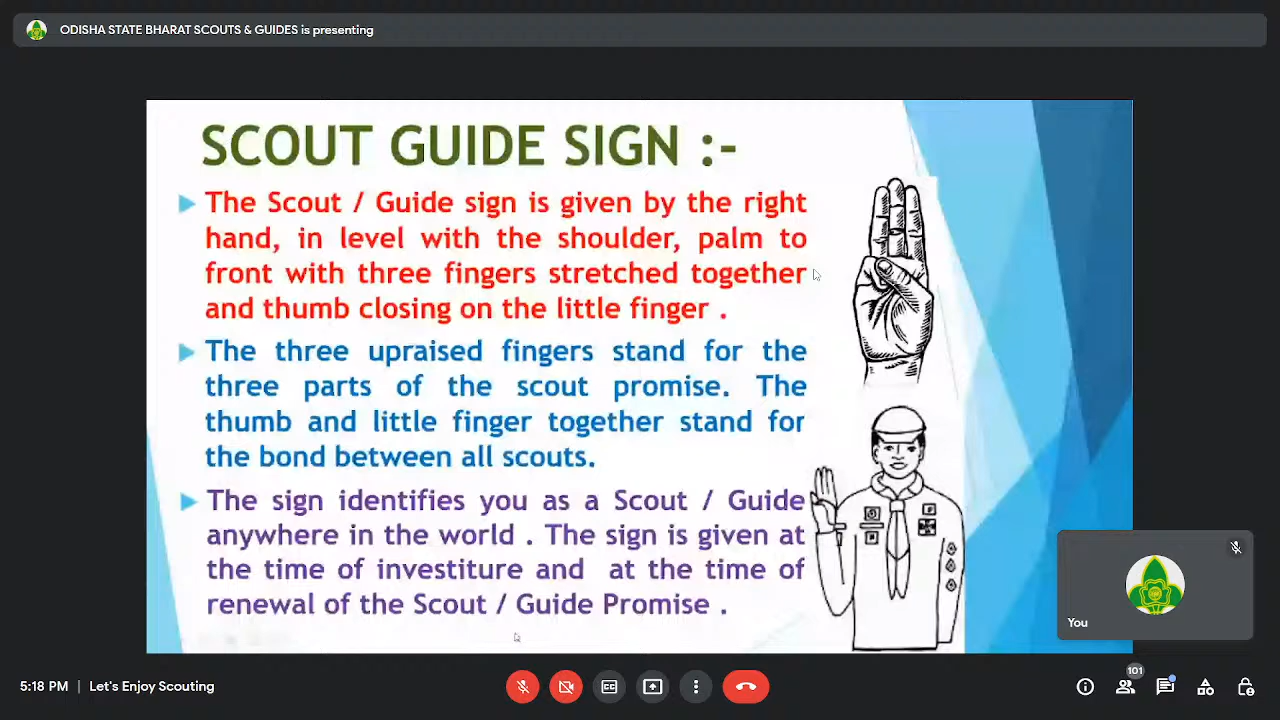 ODISHA STATE BHARAT SCOUTS & GUIDES is presenting
SCOUT GUIDE SIGN :-
The Scout / Guide sign is given by the right
hand, in level with the shoulder, palm to
front with three fingers stretched together
and thumb closing on the little finger .
The three upraised fingers stand for the
three parts of the scout promise. The
thumb and little finger together stand for
the bond between all scouts.
The sign identifies you as a Scout / Guide
anywhere in the world . The sign is given at
the time of investiture and at the time of
renewal of the Scout / Guide Promise .
You
5:18 PM | Let's Enjoy Scouting
101